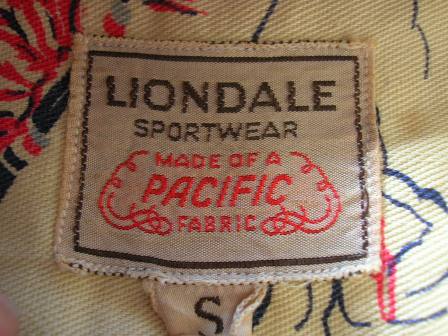 LIONDALE
SPORTWEAR
MADE OF A
PACIFIC
FABRIC
S